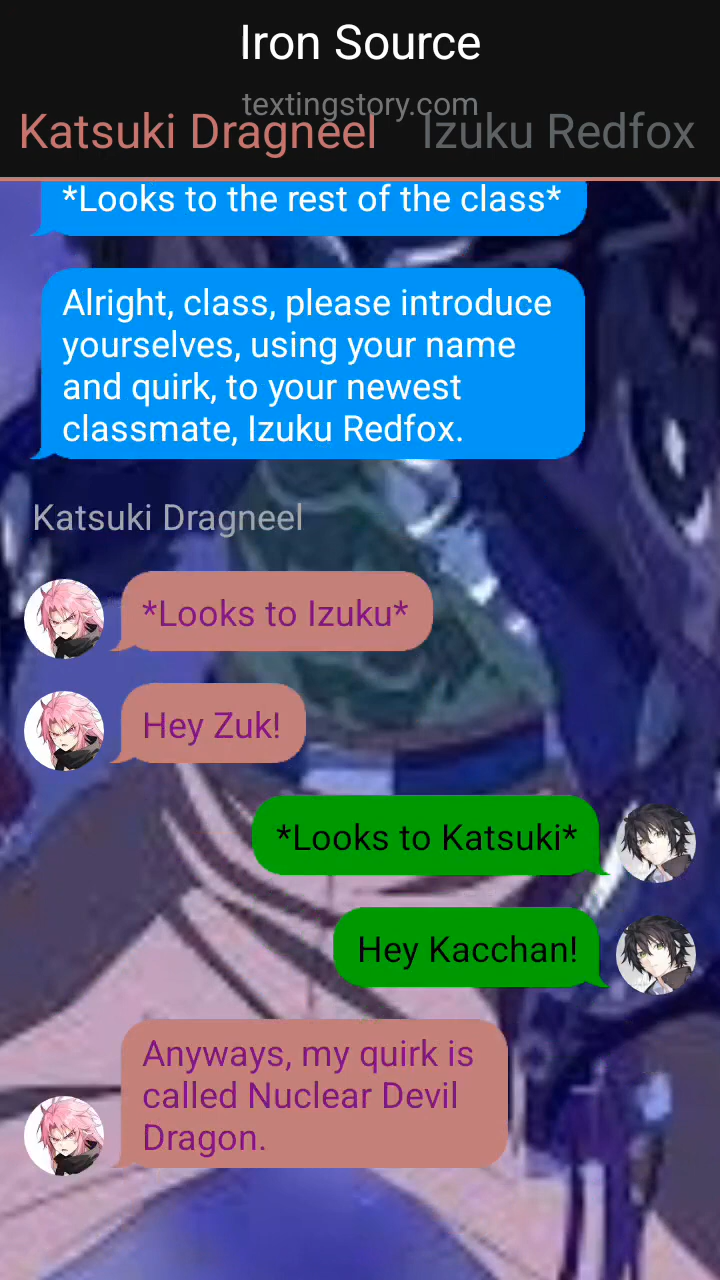 Iron Source
textingstory.com
Katsuki Dragneel Izuku Redfox
*Looks to the rest of the class*
Alright, class, please introduce
yourselves, using your name
and quirk, to your newest
classmate, Izuku Redfox.
Katsuki Dragneel
*Looks to Izuku*
Hey Zuk!
*Looks to Katsuki*
Hey Kacchan!
Anyways, my quirk is
called Nuclear Devil
Dragon.